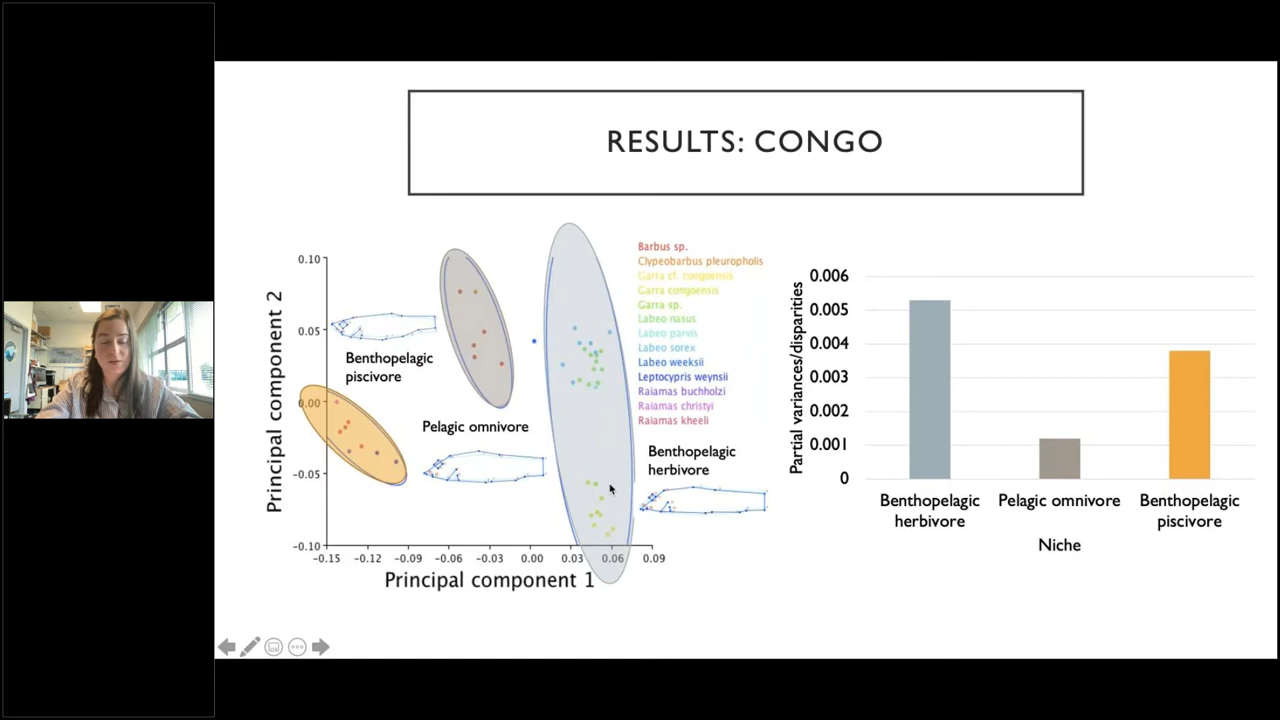 RESULTS: CONGO
Principal component 2
0.10
0.05
0.00
−0.05
−0.10
−0.15
−0.12
−0.09
−0.06
−0.03
0.00
0.03
0.06
0.09
Principal component 1
Benthopelagic
piscivore
Pelagic omnivore
Benthopelagic
herbivore
Barbus sp.
Clypeobarbus pleuropholis
Garra cf. congoensis
Garra congoensis
Garra sp.
Labeo nasus
Labeo parvis
Labeo sorex
Labeo weeksii
Leptocypris weynsii
Raiamas buchholzi
Raiamas christyi
Raiamas kheeli
Partial variances/disparities
0.006
0.005
0.004
0.003
0.002
0.001
0
Benthopelagic
herbivore
Pelagic omnivore
Benthopelagic
piscivore
Niche